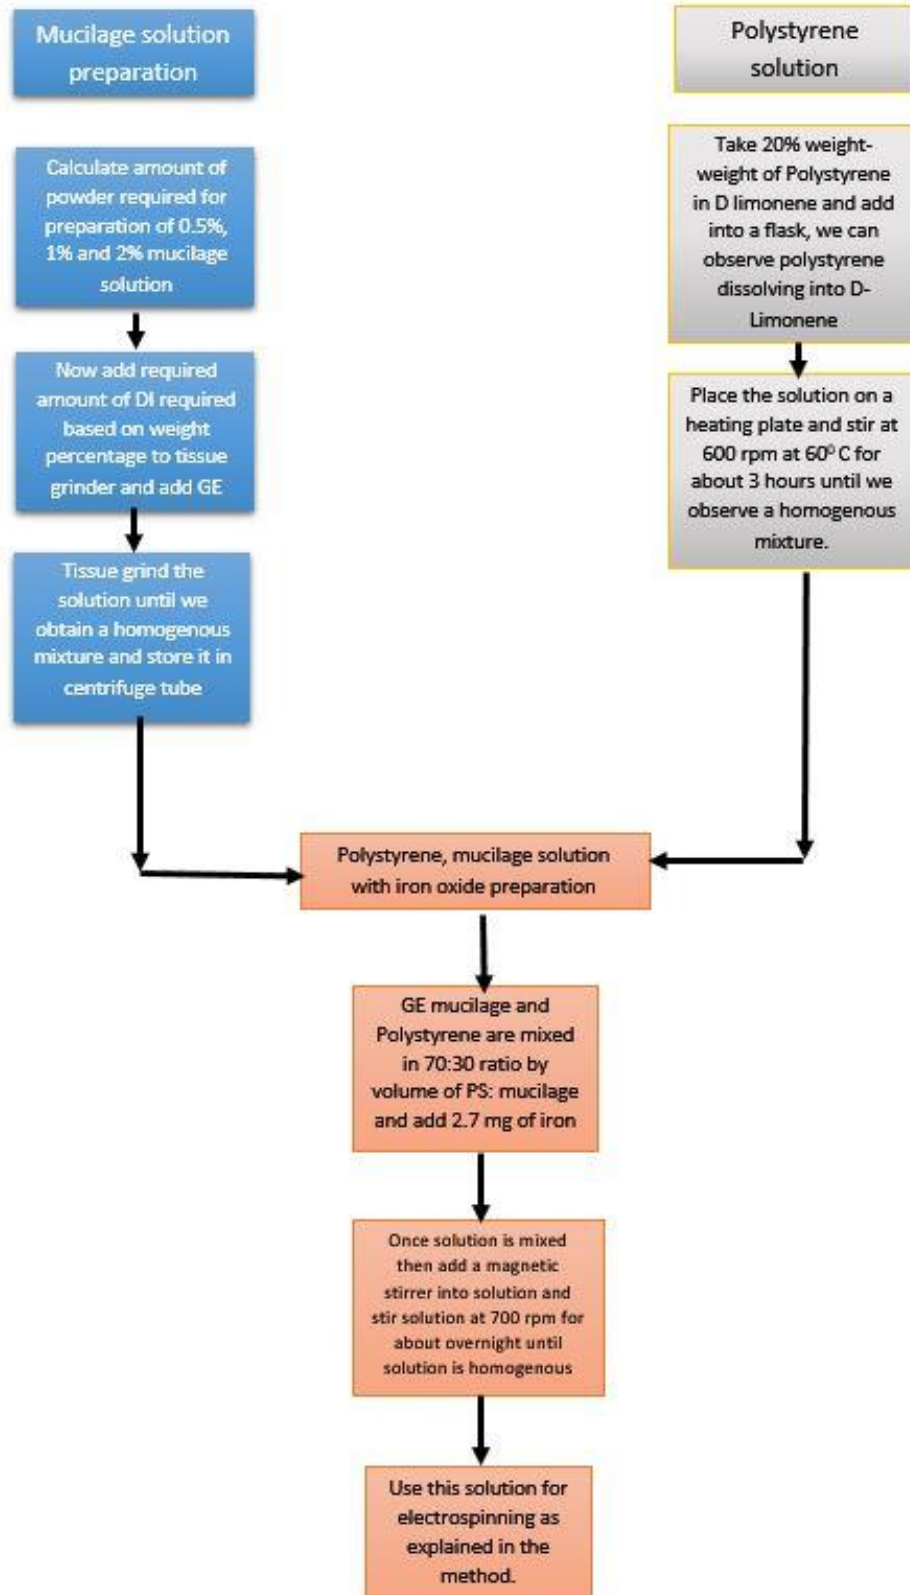 Mucilage solution
preparation
Calculate amount of
powder required for
preparation of 0.5%,
1% and 2% mucilage
solution
Now add required
amount of DI required
based on weight
percentage to tissue
grinder and add GE
Tissue grind the
solution until we
obtain a homogenous
mixture and store it in
centrifuge tube
Polystyrene
solution
Take 20% weight-
weight of Polystyrene
in D limonene and add
into a flask, we can
observe polystyrene
dissolving into D-
Limonene
Place the solution on a
heating plate and stir at
600 rpm at 60⁰ C for
about 3 hours until we
observe a homogenous
mixture.
Polystyrene, mucilage solution
with iron oxide preparation
GE mucilage and
Polystyrene are mixed
in 70:30 ratio by
volume of PS: mucilage
and add 2.7 mg of iron
Once solution is mixed
then add a magnetic
stirrer into solution and
stir solution at 700 rpm for
about overnight until
solution is homogenous
Use this solution for
electrospinning as
explained in the
method.